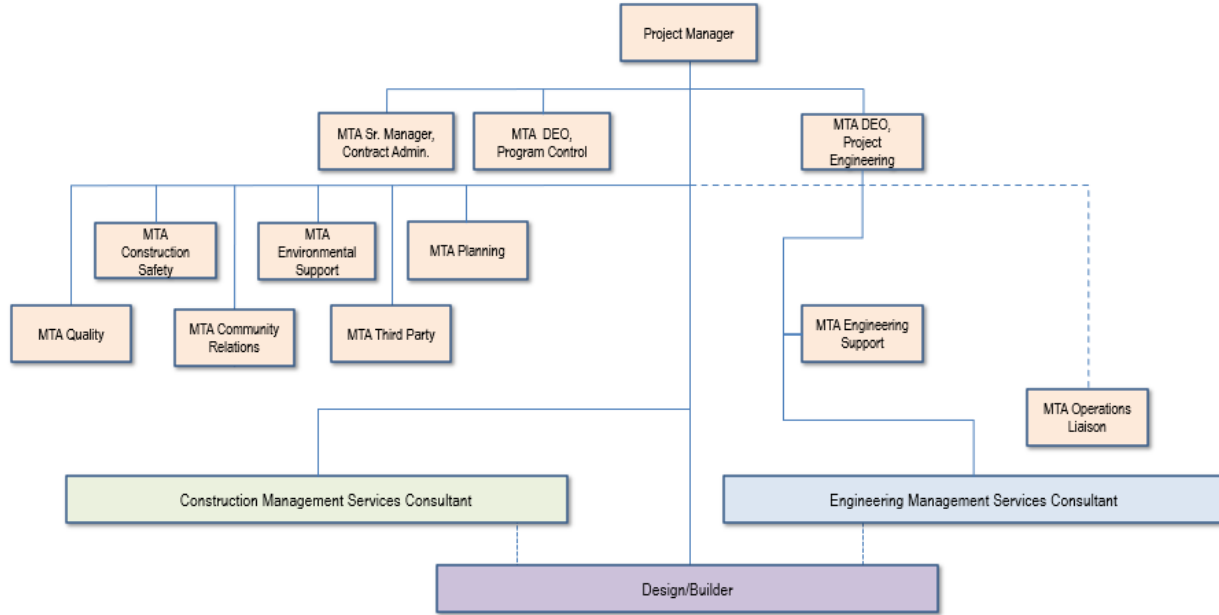 Project Manager
MTA Sr. Manager,
Contract Admin.
MTA DEO,
Program Control
MTA DEO,
Project
Engineering
MTA
Construction
Safety
MTA
Environmental
Support
MTA Planning
MTA Quality
MTA Community
Relations
MTA Third Party
MTA Engineering
Support
MTA Operations
Liaison
Construction Management Services Consultant
Engineering Management Services Consultant
Design/Builder